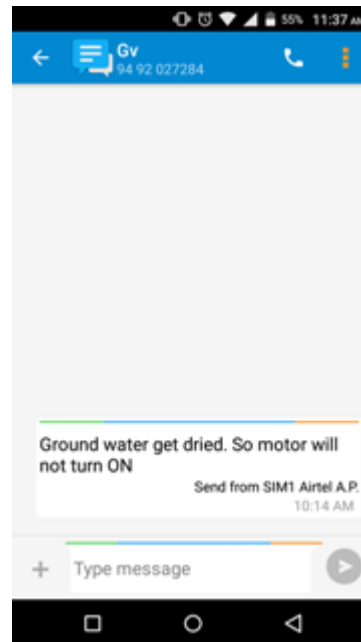 55% 11:37 AM
Gv
94 92 027284
Ground water get dried. So motor will
not turn ON
Send from SIM1 Airtel A.P.
10:14 AM
Type message